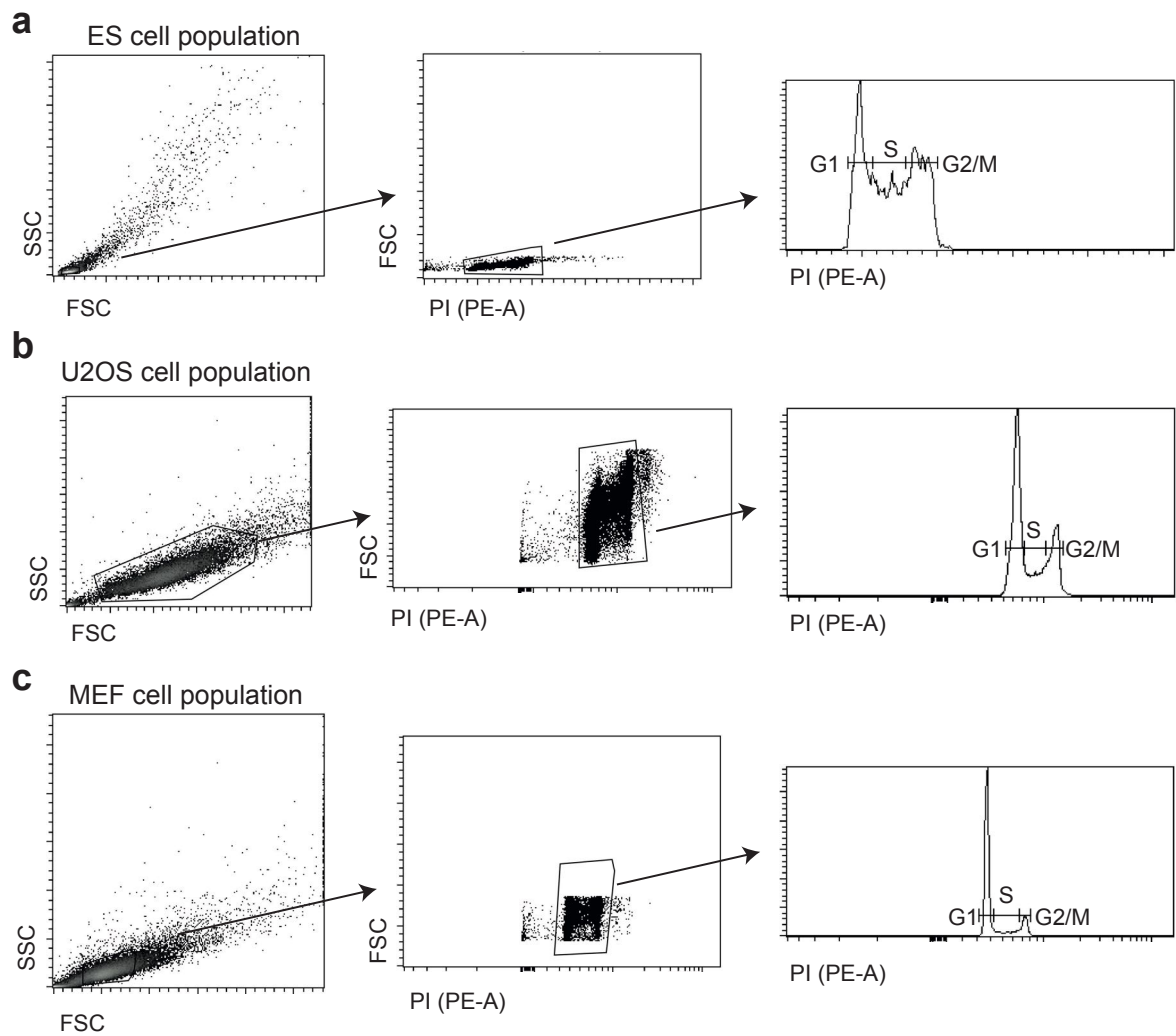 a
ES cell population
SSC
FSC
FSC
PI (PE-A)
G1
S
G2/M
PI (PE-A)
b
U2OS cell population
SSC
FSC
FSC
PI (PE-A)
G1
S
G2/M
PI (PE-A)
c
MEF cell population
SSC
FSC
FSC
PI (PE-A)
G1
S
G2/M
PI (PE-A)